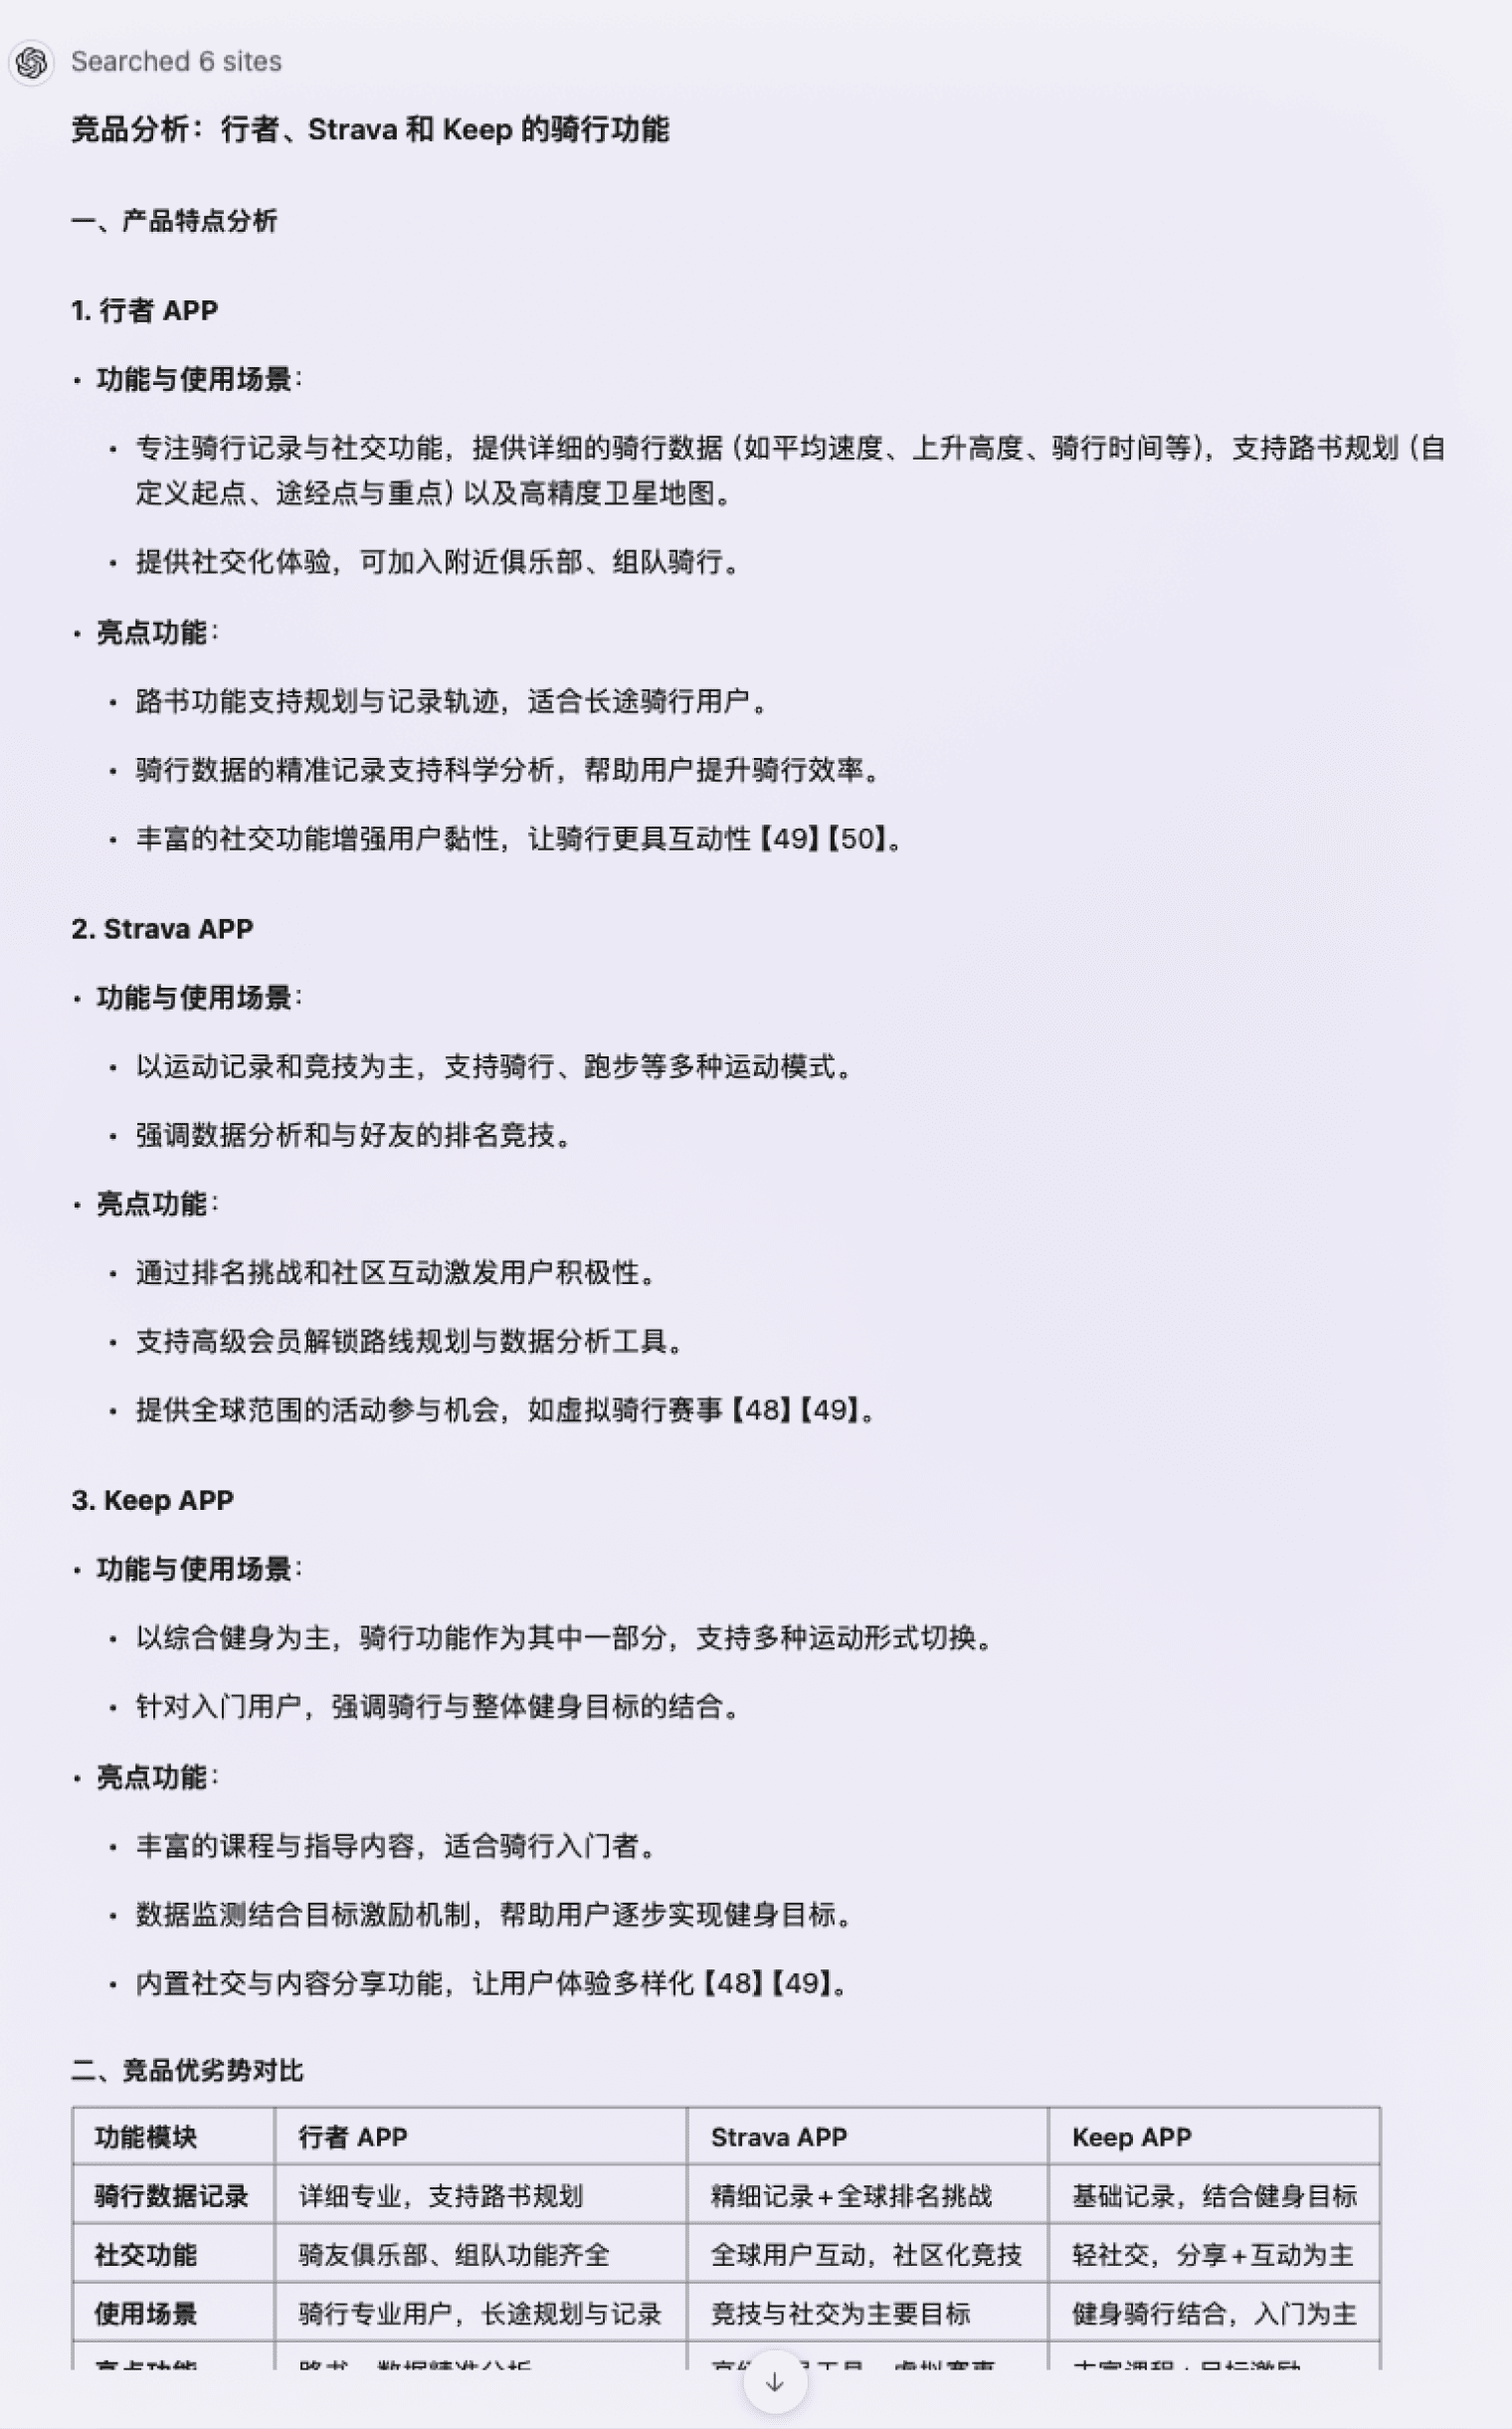 Searched 6 sites
竞品分析：行者、Strava 和 Keep 的骑行功能
一、产品特点分析
1. 行者 APP
• 功能与使用场景：
• 专注骑行记录与社交功能，提供详细的骑行数据（如平均速度、上升高度、骑行时间等），支持路书规划（自
定义起点、途经点与重点）以及高精度卫星地图。
• 提供社交化体验，可加入附近俱乐部、组队骑行。
• 亮点功能：
• 路书功能支持规划与记录轨迹，适合长途骑行用户。
• 骑行数据的精准记录支持科学分析，帮助用户提升骑行效率。
• 丰富的社交功能增强用户黏性，让骑行更具互动性【49】【50】。
2. Strava APP
• 功能与使用场景：
• 以运动记录和竞技为主，支持骑行、跑步等多种运动模式。
• 强调数据分析和与好友的排名竞技。
• 亮点功能：
• 通过排名挑战和社区互动激发用户积极性。
• 支持高级会员解锁路线规划与数据分析工具。
• 提供全球范围的活动参与机会，如虚拟骑行赛事【48】【49】。
3. Keep APP
• 功能与使用场景：
• 以综合健身为主，骑行功能作为其中一部分，支持多种运动形式切换。
• 针对入门用户，强调骑行与整体健身目标的结合。
• 亮点功能：
• 丰富的课程与指导内容，适合骑行入门者。
• 数据监测结合目标激励机制，帮助用户逐步实现健身目标。
• 内置社交与内容分享功能，让用户体验多样化【48】【49】。
二、竞品优劣势对比
功能模块 行者 APP Strava APP Keep APP
骑行数据记录 详细专业，支持路书规划 精细记录+全球排名挑战 基础记录，结合健身目标
社交功能 骑友俱乐部、组队功能齐全 全球用户互动，社区化竞技 轻社交，分享+互动为主
使用场景 骑行专业用户，长途规划与记录 竞技与社交为主要目标 健身骑行结合，入门为主